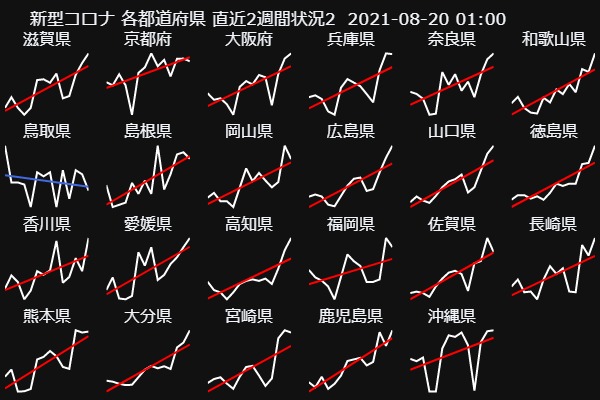 新型コロナ 各都道府県 直近2週間状況2 2021-08-20 01:00
滋賀県 京都府 大阪府 兵庫県 奈良県 和歌山県
鳥取県 島根県 岡山県 広島県 山口県 徳島県
香川県 愛媛県 高知県 福岡県 佐賀県 長崎県
熊本県 大分県 宮崎県 鹿児島県 沖縄県